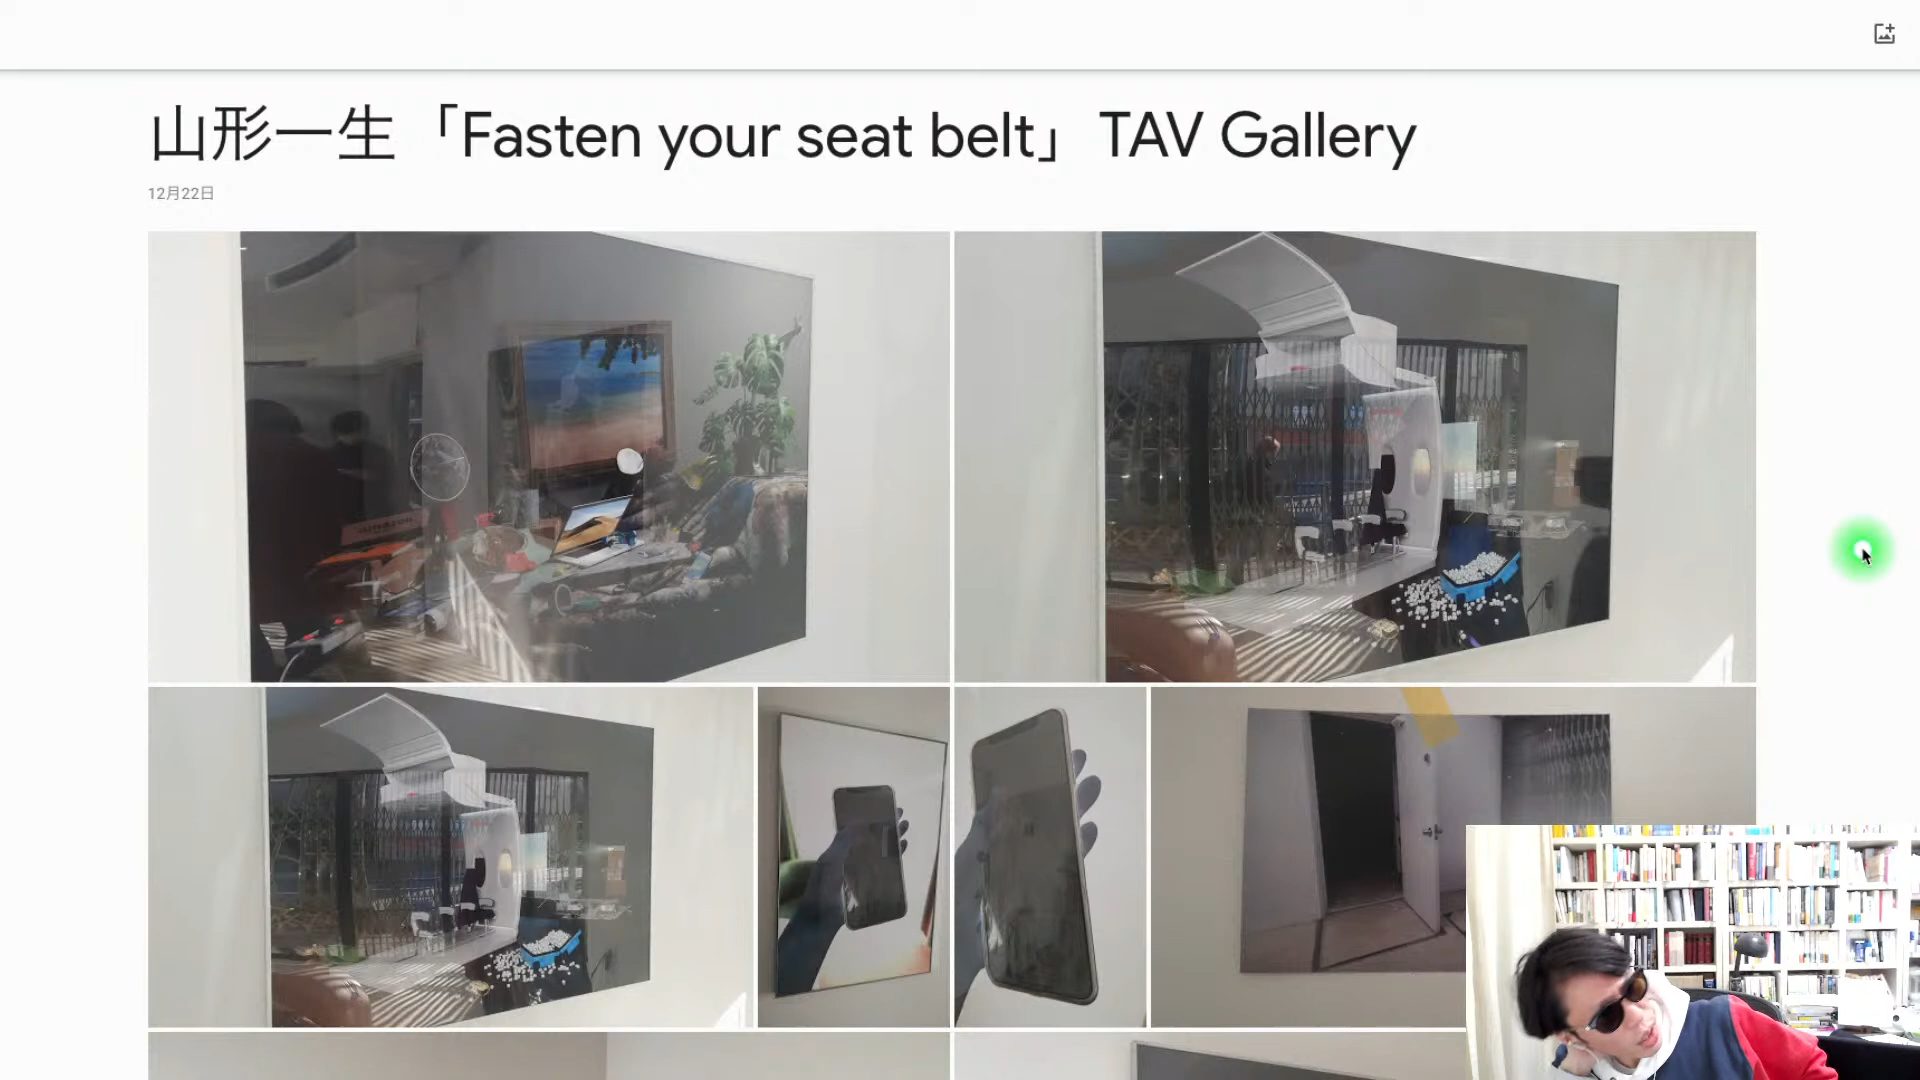 山形一生「Fasten your seat belt」TAV Gallery
12月22日